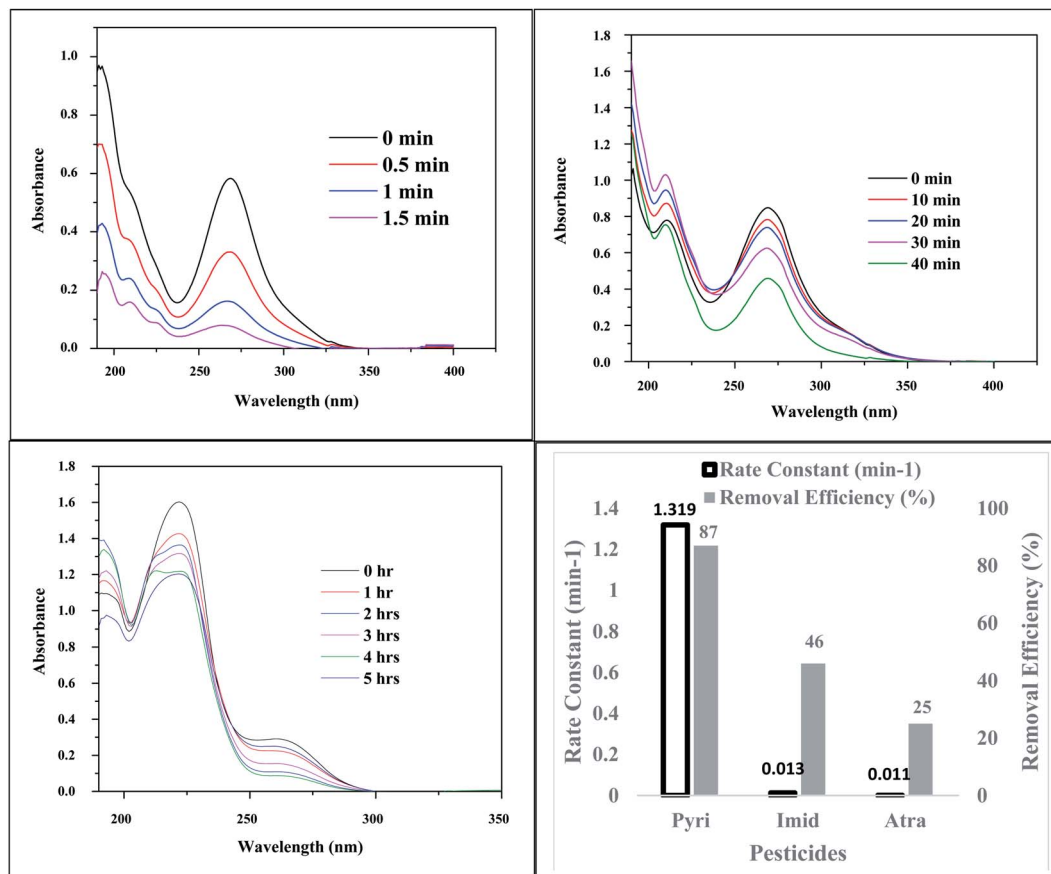 1.0
0.8
0.6
0.4
0.2
0.0
Absorbance
0 min
0.5 min
1 min
1.5 min
200 250 300 350 400
Wavelength (nm)
1.8
1.6
1.4
1.2
1.0
0.8
0.6
0.4
0.2
0.0
Absorbance
0 min
10 min
20 min
30 min
40 min
200 250 300 350 400
Wavelength (nm)
1.8
1.6
1.4
1.2
1.0
0.8
0.6
0.4
0.2
0.0
Absorbance
0 hr
1 hr
2 hrs
3 hrs
4 hrs
5 hrs
200 250 300 350
Wavelength (nm)
Rate Constant (min-1)
Removal Efficiency (%)
1.4
1.2
1
0.8
0.6
0.4
0.2
0
Rate Constant (min-1)
1.319
87
0.013
46
0.011
25
100
80
60
40
20
0
Removal Efficiency (%)
Pyri Imid Atra
Pesticides